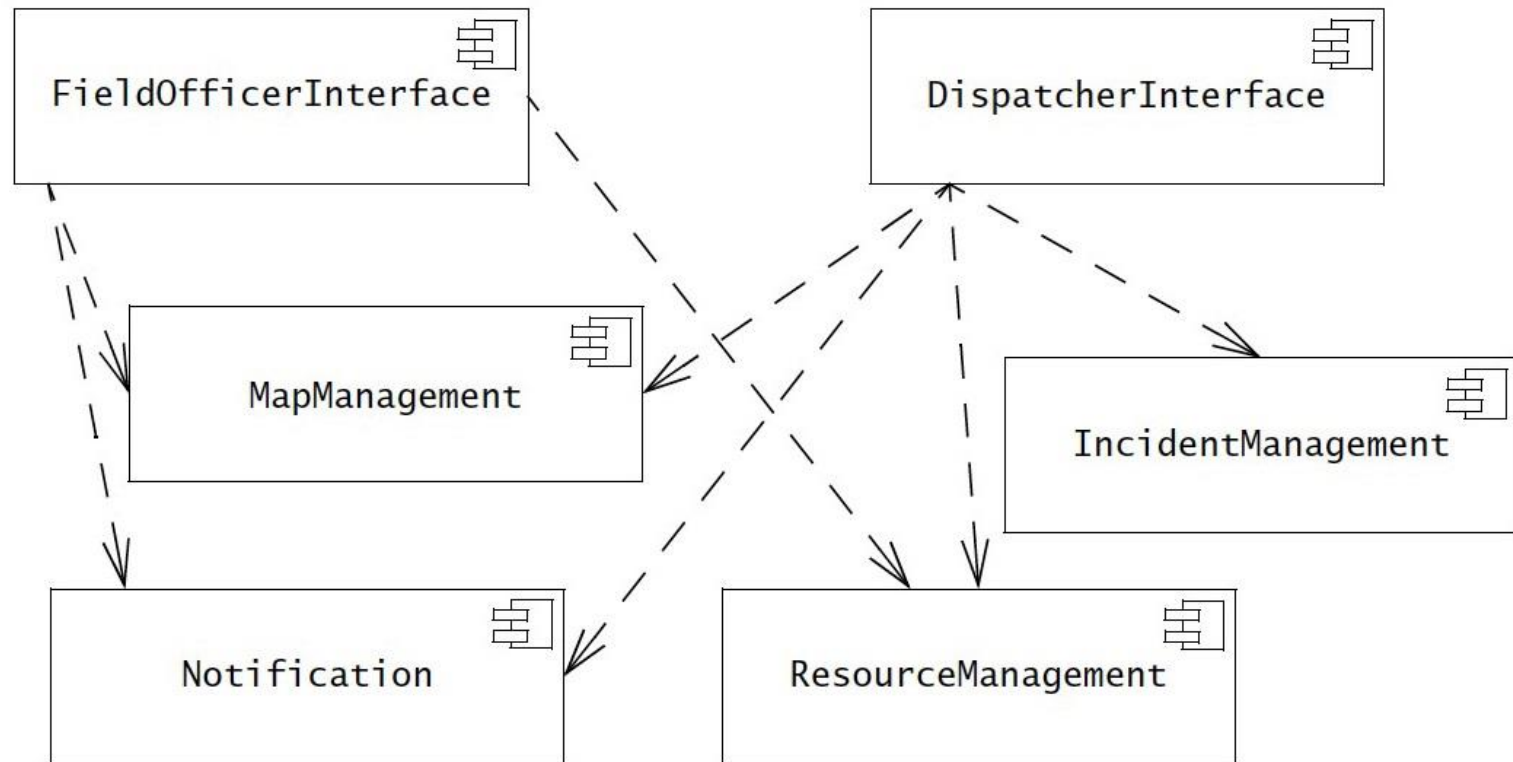 FieldOfficerInterface
DispatcherInterface
MapManagement
IncidentManagement
Notification
ResourceManagement